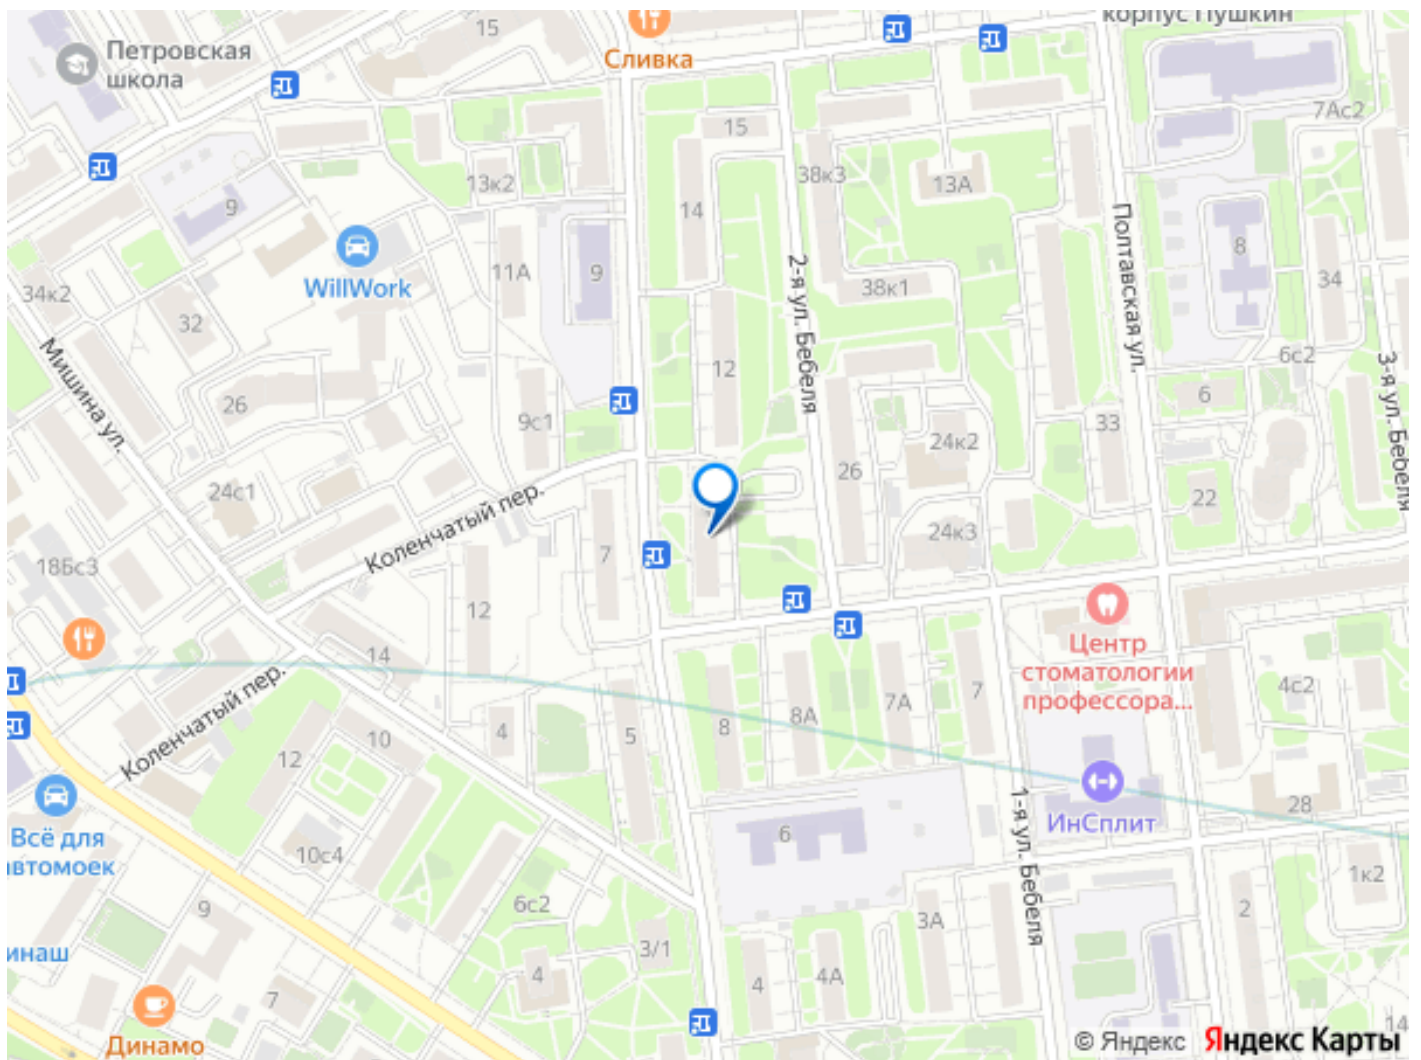 корпус Пушкин
15
Сливка
Петровская
школа
7Ас2
15
38к3
13А
13к2
9
14
Полтавская ул.
8
WillWork
11А
9
2-я ул. Бебеля
38к1
34
34к2
32
Мишина ул.
12
6с2
3-я ул. Бебеля
26
9с1
6
33
24к2
26
24с1
22
Коленчатый пер.
24к3
7
18Бс3
12
14
Центр
стоматологии
профессора...
4с2
Коленчатый пер.
4
5
8
8А
7А
7
10
12
ИнСплит
28
1-я ул. Бебеля
6
Всё для
автомоек
10с4
1к2
6с2
9
3А
2
инаш
3/1
4
4
4А
7
14
Динамо
© Яндекс Яндекс Карты